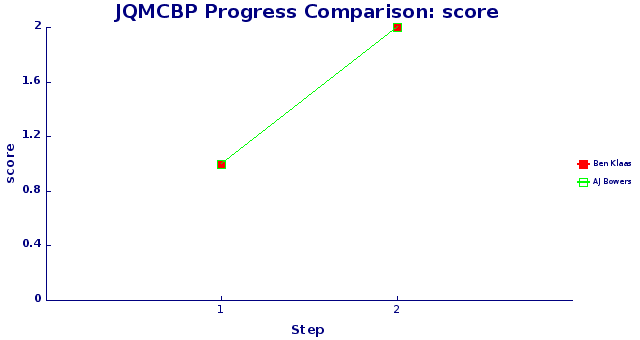 JQMCBP Progress Comparison: score
2
1.6
1.2
0.8
0.4
0
score
1 2
Step
Ben Klaas
AJ Bowers